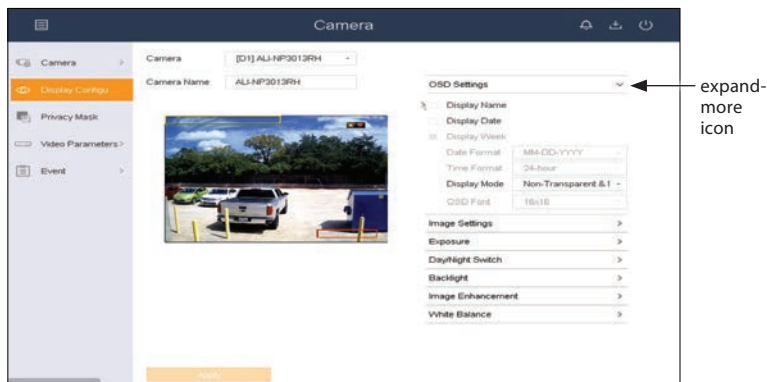 Camera
Camera
Display Configu
Privacy Mask
Video Parameters
Event
Camera [D1] ALI-NP3013RH
Camera Name ALI-NP3013RH
OSD Settings
Display Name
Display Date
Display Week
Date Format MM-DD-YYYY
Time Format 24-hour
Display Mode Non-Transparent &
OSD Font 16x16
Image Settings
Exposure
Day/Night Switch
Backlight
Image Enhancement
White Balance
Apply
expand-
more
icon